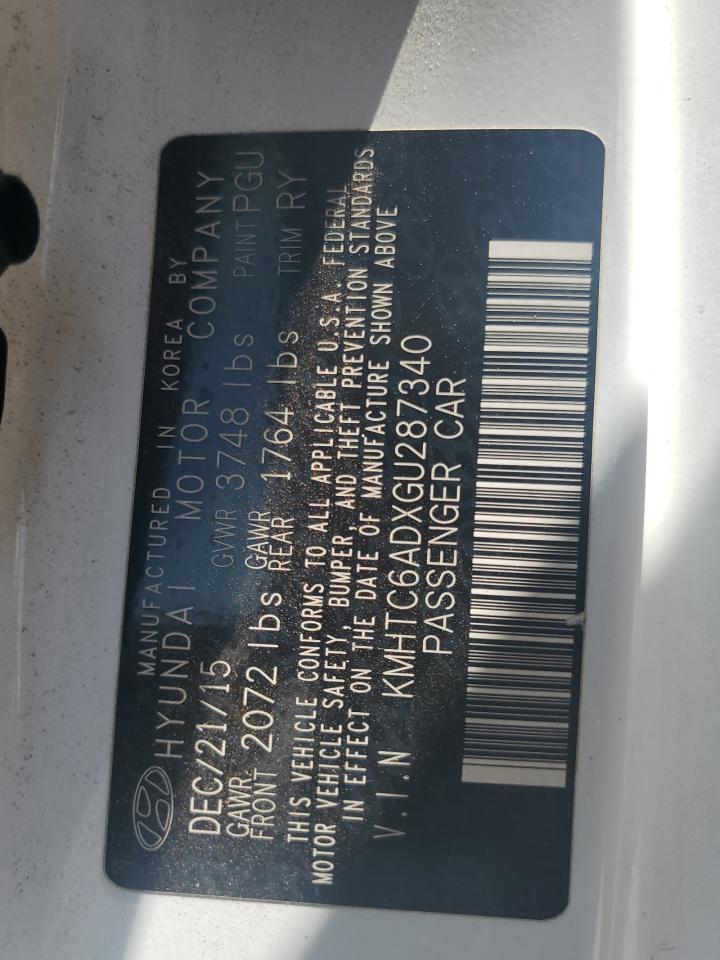 MANUFACTURED IN KOREA BY
HYUNDAI MOTOR COMPANY
DEC/21/15 GVWR 3748 lbs PAINT PGU
GAWR FRONT 2072 lbs GAWR REAR 1764 lbs TRIM RY
THIS VEHICLE CONFORMS TO ALL APPLICABLE U.S.A. FEDERAL
MOTOR VEHICLE SAFETY, BUMPER, AND THEFT PREVENTION STANDARDS
IN EFFECT ON THE DATE OF MANUFACTURE SHOWN ABOVE
V.I.N KMHTC6ADXGU287340
PASSENGER CAR